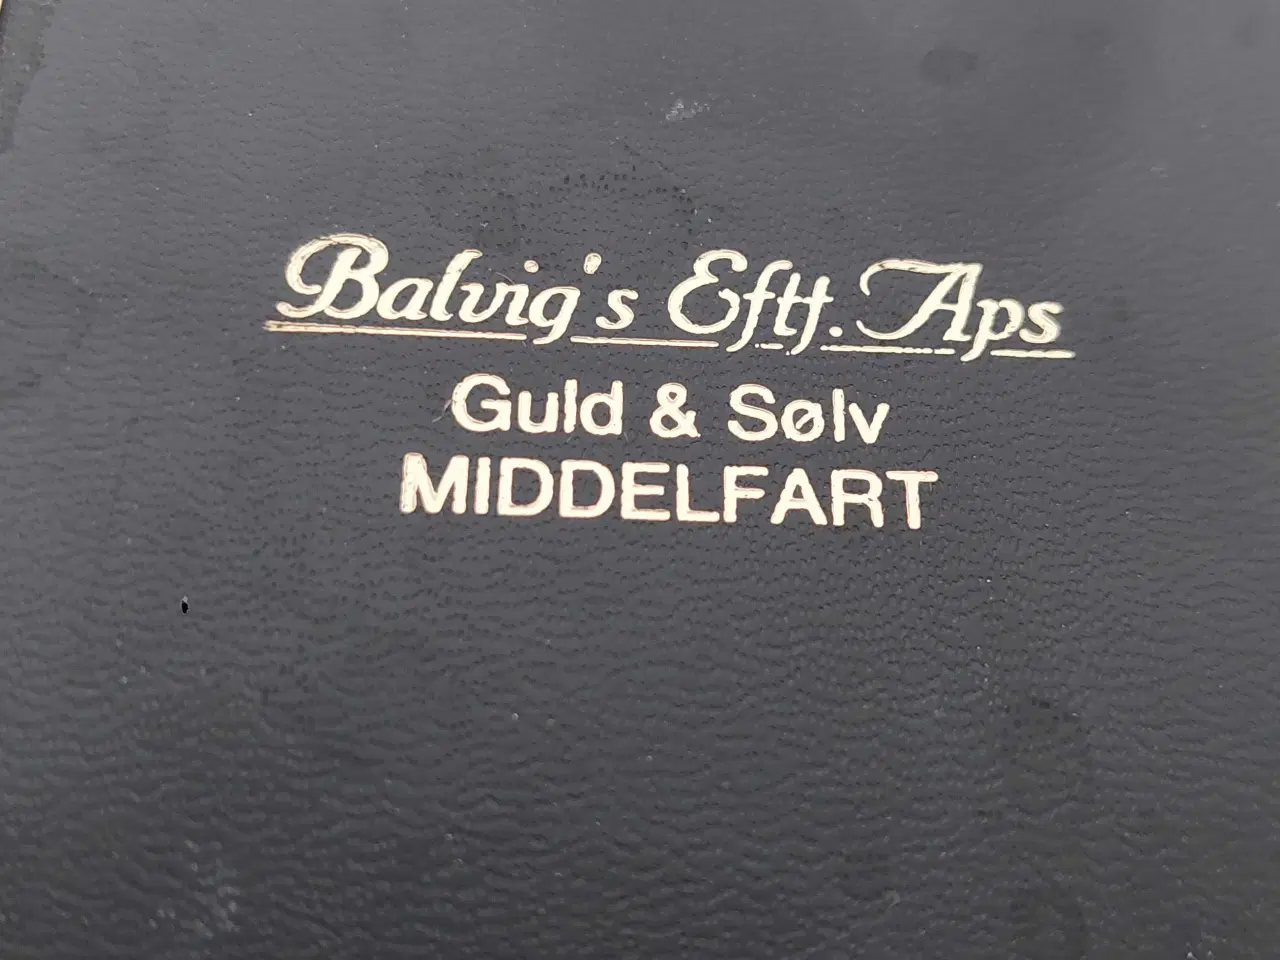 Balvig's Eftf. Aps
Guld & Sølv
MIDDELFART